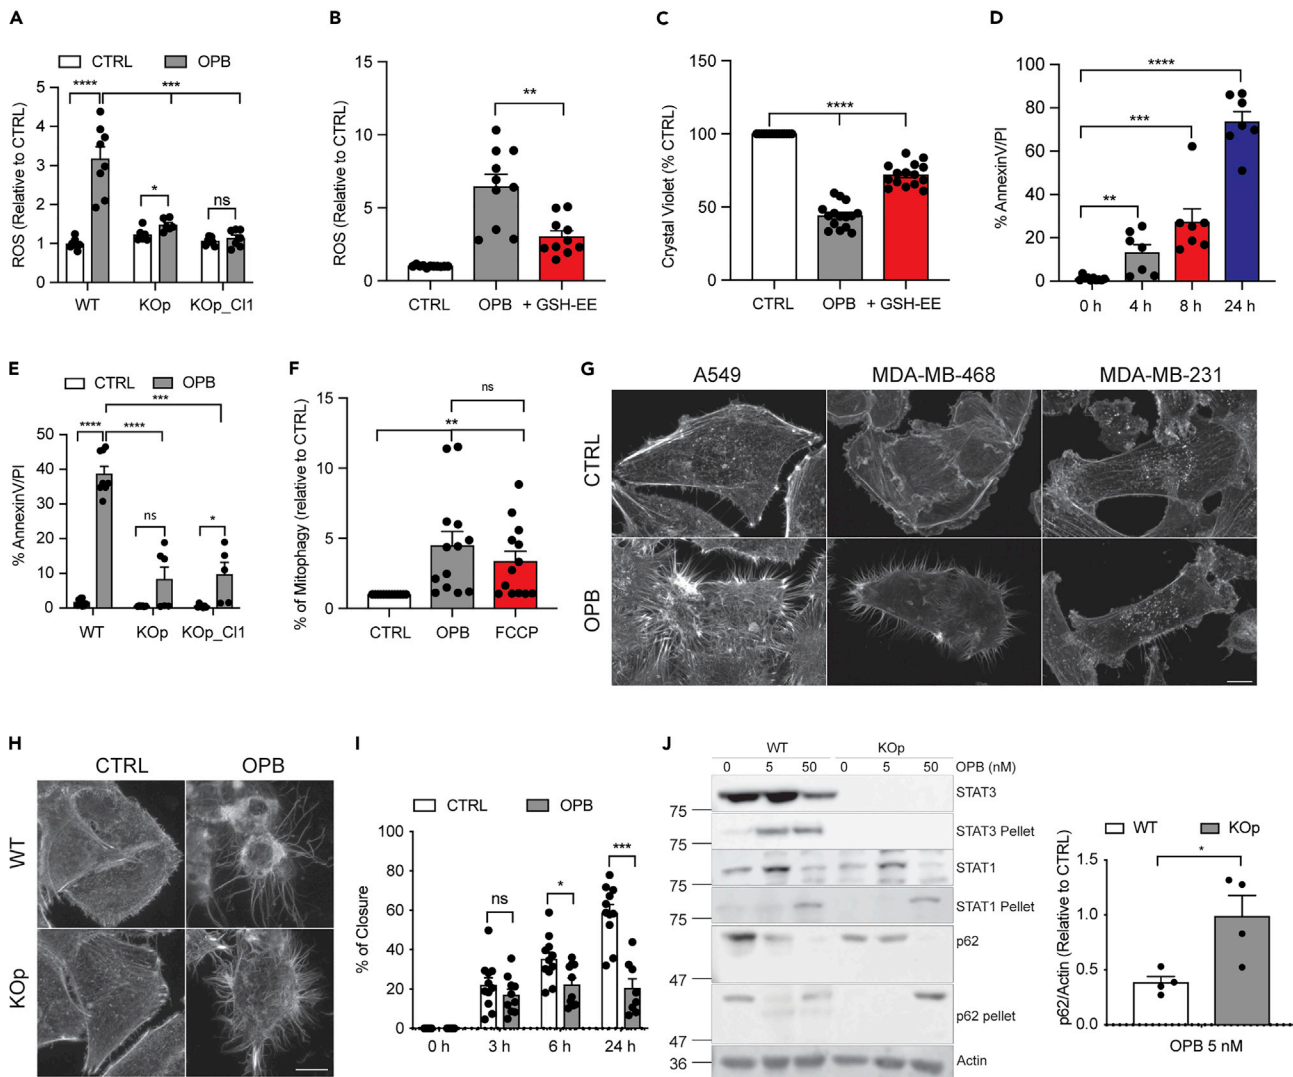 A
CTRL OPB
ROS (Relative to CTRL)
5
4
3
2
1
0
**** ***
*
ns
WT KOp KOp_Cl1
B
ROS (Relative to CTRL)
15
10
5
0
**
CTRL OPB + GSH-EE
C
Crystal Violet (% CTRL)
150
100
50
0
****
CTRL OPB + GSH-EE
D
% AnnexinV/PI
100
80
60
40
20
0
****
***
**
0 h 4 h 8 h 24 h
E
CTRL OPB
% AnnexinV/PI
50
40
30
20
10
0
***
**** ****
ns
*
WT KOp KOp_Cl1
F
% of Mitophagy (relative to CTRL)
15
10
5
0
ns
**
CTRL OPB FCCP
G
A549 MDA-MB-468 MDA-MB-231
CTRL
OPB
H
CTRL OPB
WT
KOp
I
CTRL OPB
% of Closure
100
80
60
40
20
0
ns
*
***
0 h 3 h 6 h 24 h
J
WT KOp
0 5 50 0 5 50 OPB (nM)
STAT3
75
STAT3 Pellet
75
STAT1
75
STAT1 Pellet
75
p62
47
p62 pellet
47
Actin
36
WT KOp
p62/Actin (Relative to CTRL)
1.5
1.0
0.5
0.0
*
OPB 5 nM